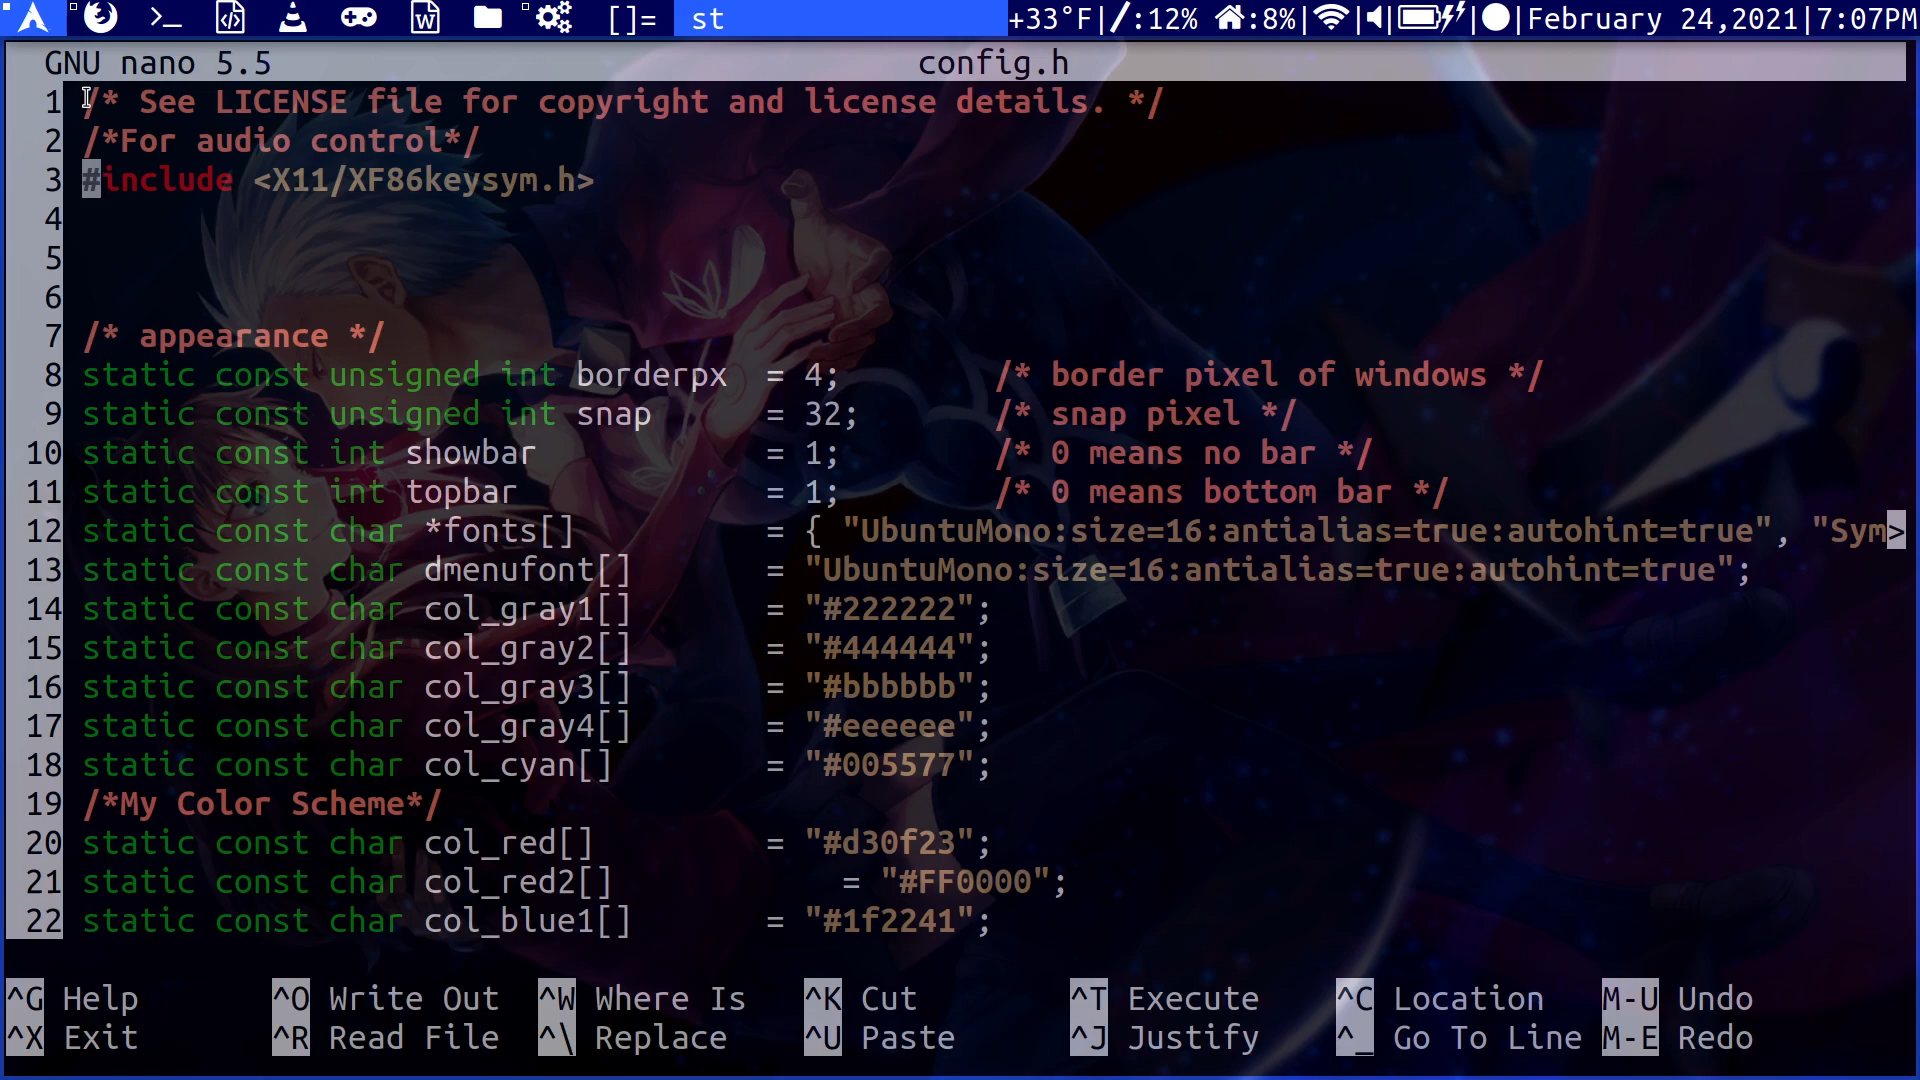 []= st +33°F|/:12% :8%||||February 24,2021|7:07PM
GNU nano 5.5 config.h
1 /* See LICENSE file for copyright and license details. */
2 /*For audio control*/
3 #include <X11/XF86keysym.h>
4
5
6
7 /* appearance */
8 static const unsigned int borderpx = 4; /* border pixel of windows */
9 static const unsigned int snap = 32; /* snap pixel */
10 static const int showbar = 1; /* 0 means no bar */
11 static const int topbar = 1; /* 0 means bottom bar */
12 static const char *fonts[] = { "UbuntuMono:size=16:antialias=true:autohint=true", "Sym>
13 static const char dmenufont[] = "UbuntuMono:size=16:antialias=true:autohint=true";
14 static const char col_gray1[] = "#222222";
15 static const char col_gray2[] = "#444444";
16 static const char col_gray3[] = "#bbbbbb";
17 static const char col_gray4[] = "#eeeeee";
18 static const char col_cyan[] = "#005577";
19 /*My Color Scheme*/
20 static const char col_red[] = "#d30f23";
21 static const char col_red2[] = "#FF0000";
22 static const char col_blue1[] = "#1f2241";
^G Help ^O Write Out ^W Where Is ^K Cut ^T Execute ^C Location M-U Undo
^X Exit ^R Read File ^\ Replace ^U Paste ^J Justify ^_ Go To Line M-E Redo